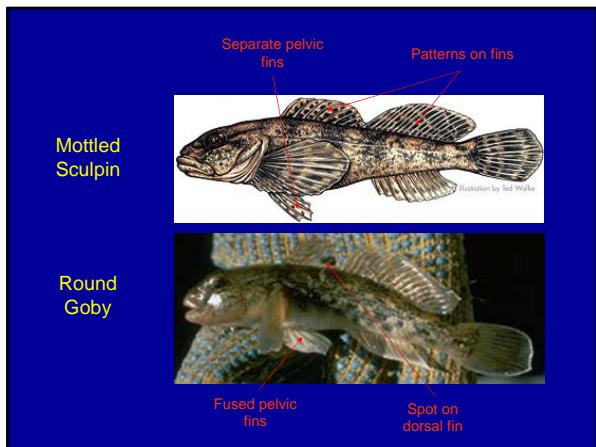 Separate pelvic
fins
Patterns on fins
Mottled
Sculpin
illustration by Ted Walke
Round
Goby
Fused pelvic
fins
Spot on
dorsal fin